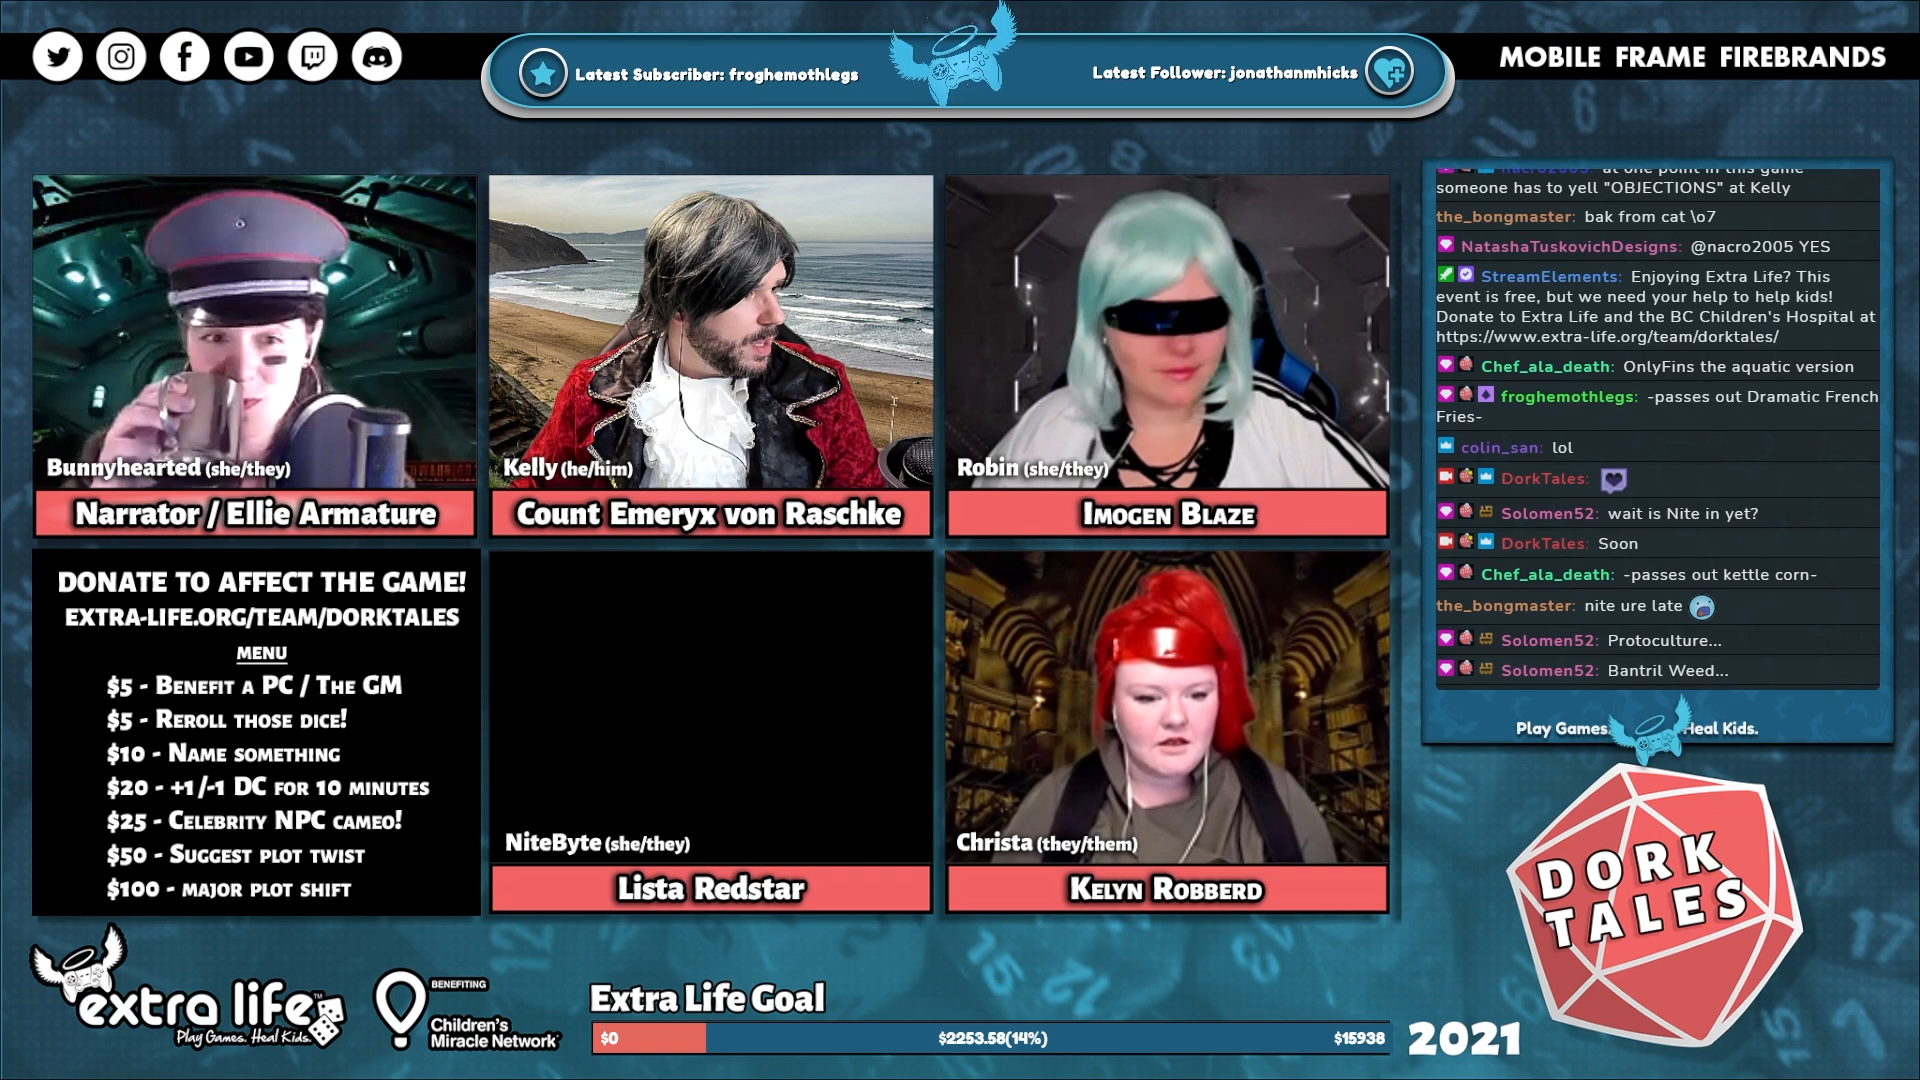 Latest Subscriber: froghemothlegs
Latest Follower: jonathanmhicks
MOBILE FRAME FIREBRANDS
Bunnyhearted (she/they)
Narrator / Ellie Armature
Kelly (he/him)
Count Emeryx von Raschke
Robin (she/they)
Imogen Blaze
DONATE TO AFFECT THE GAME!
EXTRA-LIFE.ORG/TEAM/DORKTALES
MENU
$5 - Benefit a PC / The GM
$5 - Reroll those dice!
$10 - Name something
$20 - +1/-1 DC for 10 minutes
$25 - Celebrity NPC cameo!
$50 - Suggest plot twist
$100 - major plot shift
NiteByte (she/they)
Lista Redstar
Christa (they/them)
Kelyn Robberd
nacro2005: at one point in this game
someone has to yell "OBJECTIONS" at Kelly
the_bongmaster: bak from cat \o7
NatashaTuskovichDesigns: @nacro2005 YES
StreamElements: Enjoying Extra Life? This
event is free, but we need your help to help kids!
Donate to Extra Life and the BC Children's Hospital at
https://www.extra-life.org/team/dorktales/
Chef_ala_death: OnlyFins the aquatic version
froghemothlegs: -passes out Dramatic French
Fries-
colin_san: lol
DorkTales:
Solomen52: wait is Nite in yet?
DorkTales: Soon
Chef_ala_death: -passes out kettle corn-
the_bongmaster: nite ure late
Solomen52: Protoculture...
Solomen52: Bantril Weed...
Play Games. Heal Kids.
DORK
TALES
extra life™
Play Games. Heal Kids.
BENEFITING
Children's
Miracle Network
Extra Life Goal
$0
$2253.58(14%)
$15938
2021